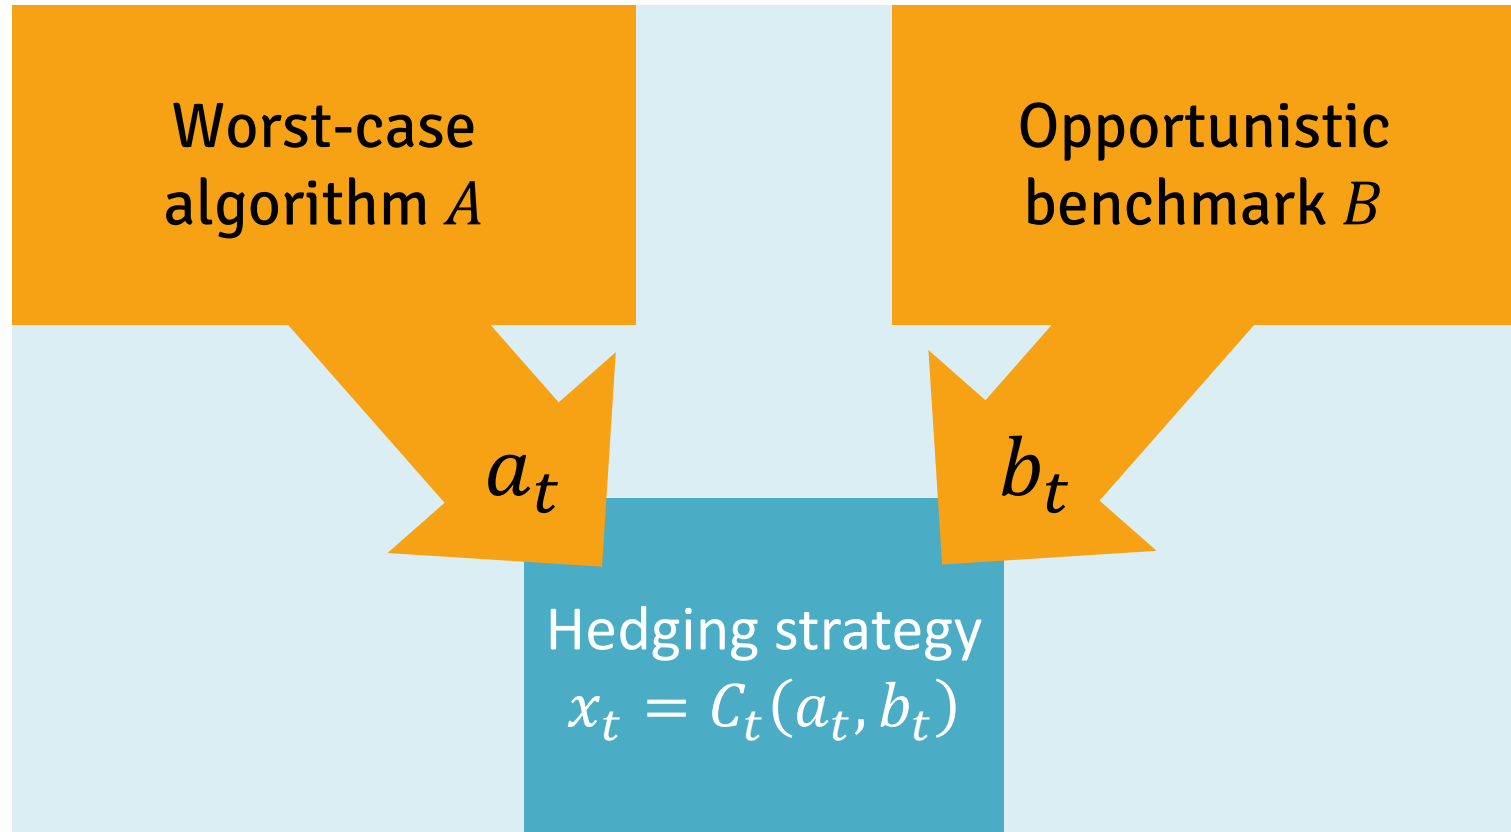 Worst-case
algorithm A
Opportunistic
benchmark B
a_t
b_t
Hedging strategy
x_t = C_t(a_t, b_t)